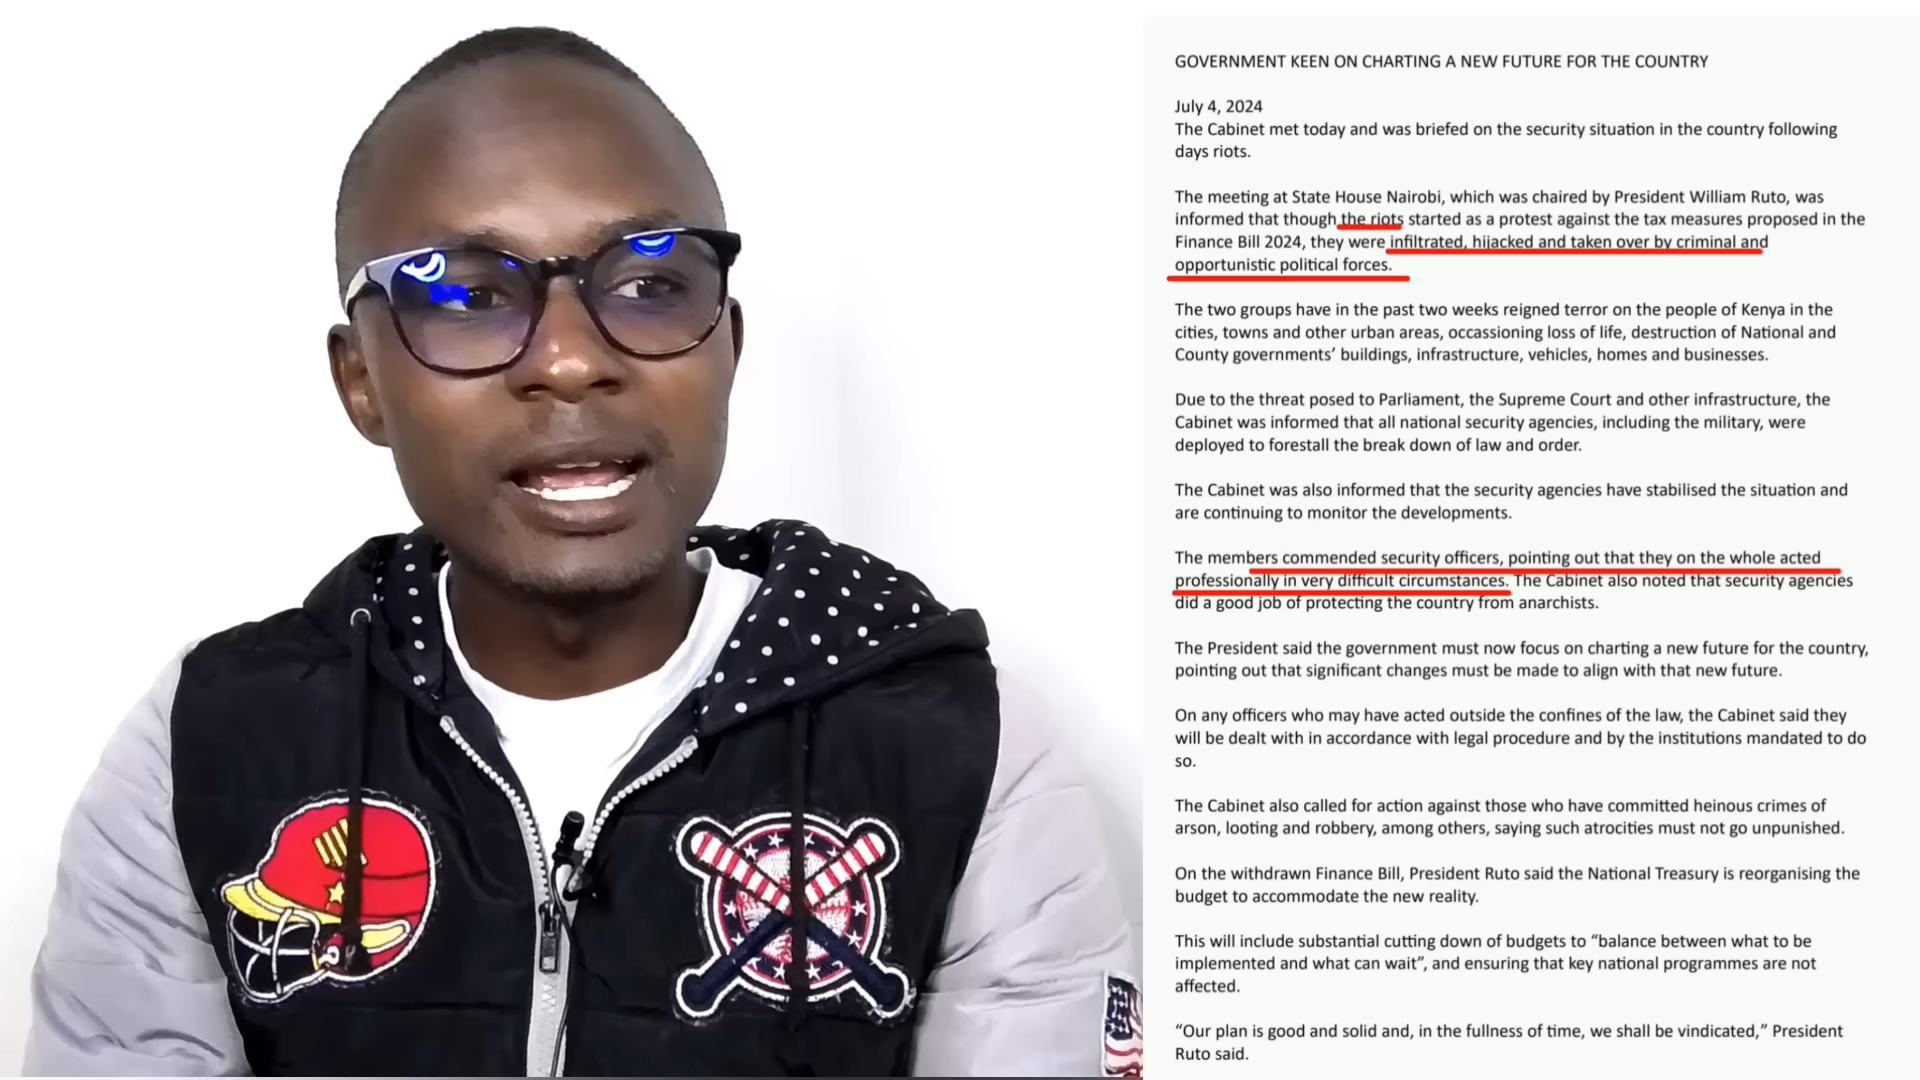 GOVERNMENT KEEN ON CHARTING A NEW FUTURE FOR THE COUNTRY
July 4, 2024
The Cabinet met today and was briefed on the security situation in the country following
days riots.
The meeting at State House Nairobi, which was chaired by President William Ruto, was
informed that though the riots started as a protest against the tax measures proposed in the
Finance Bill 2024, they were infiltrated, hijacked and taken over by criminal and
opportunistic political forces.
The two groups have in the past two weeks reigned terror on the people of Kenya in the
cities, towns and other urban areas, occassioning loss of life, destruction of National and
County governments’ buildings, infrastructure, vehicles, homes and businesses.
Due to the threat posed to Parliament, the Supreme Court and other infrastructure, the
Cabinet was informed that all national security agencies, including the military, were
deployed to forestall the break down of law and order.
The Cabinet was also informed that the security agencies have stabilised the situation and
are continuing to monitor the developments.
The members commended security officers, pointing out that they on the whole acted
professionally in very difficult circumstances. The Cabinet also noted that security agencies
did a good job of protecting the country from anarchists.
The President said the government must now focus on charting a new future for the country,
pointing out that significant changes must be made to align with that new future.
On any officers who may have acted outside the confines of the law, the Cabinet said they
will be dealt with in accordance with legal procedure and by the institutions mandated to do
so.
The Cabinet also called for action against those who have committed heinous crimes of
arson, looting and robbery, among others, saying such atrocities must not go unpunished.
On the withdrawn Finance Bill, President Ruto said the National Treasury is reorganising the
budget to accommodate the new reality.
This will include substantial cutting down of budgets to “balance between what to be
implemented and what can wait”, and ensuring that key national programmes are not
affected.
“Our plan is good and solid and, in the fullness of time, we shall be vindicated,” President
Ruto said.